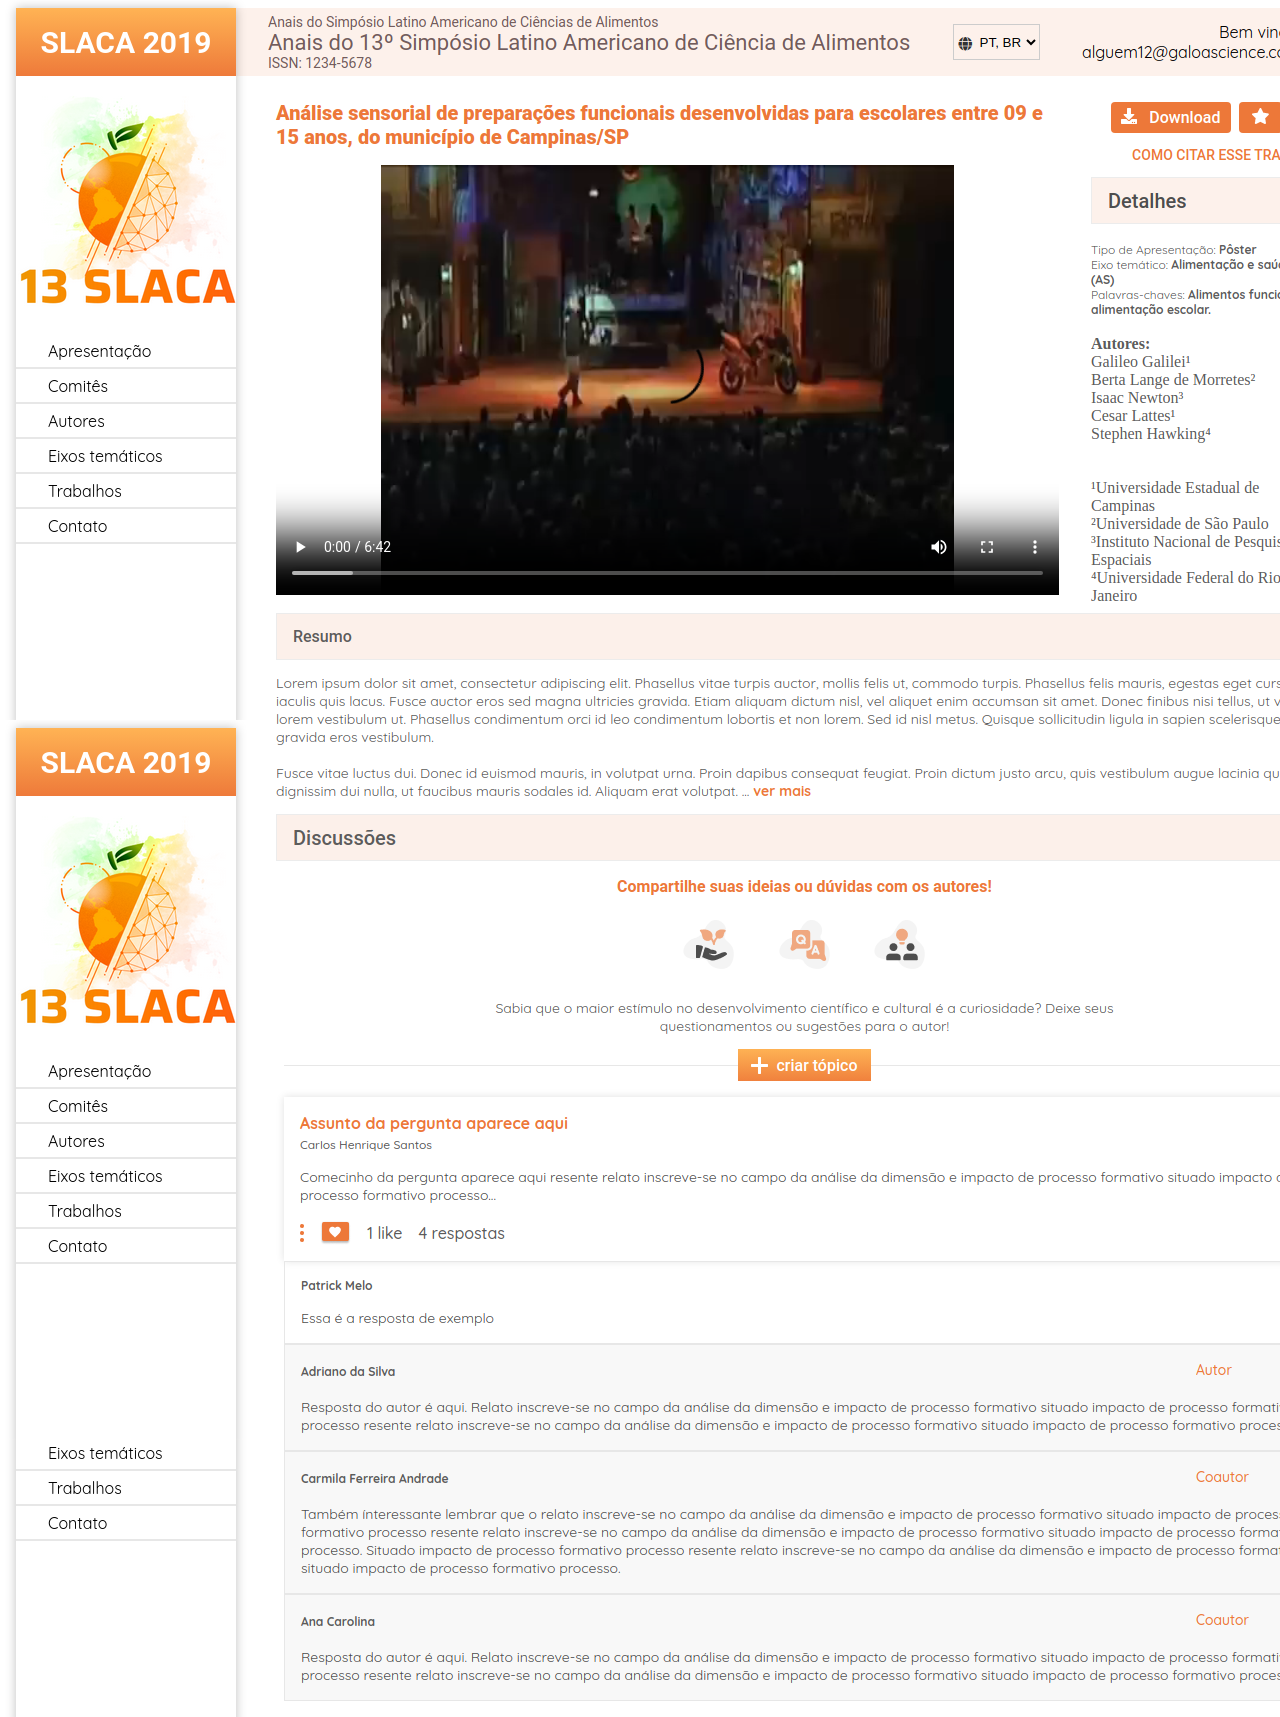 SLACA 2019
Anais do Simpósio Latino Americano de Ciências de Alimentos
Anais do 13º Simpósio Latino Americano de Ciência de Alimentos
ISSN: 1234-5678
PT, BR
Bem vin
alguem12@galoascience.c
13 SLACA
Apresentação
Comitês
Autores
Eixos temáticos
Trabalhos
Contato
Análise sensorial de preparações funcionais desenvolvidas para escolares entre 09 e
15 anos, do município de Campinas/SP
0:00 / 6:42
Download
COMO CITAR ESSE TRA
Detalhes
Tipo de Apresentação: Pôster
Eixo temático: Alimentação e saú
(AS)
Palavras-chaves: Alimentos funci
alimentação escolar.
Autores:
Galileo Galilei¹
Berta Lange de Morretes²
Isaac Newton³
Cesar Lattes¹
Stephen Hawking⁴
¹Universidade Estadual de
Campinas
²Universidade de São Paulo
³Instituto Nacional de Pesquis
Espaciais
⁴Universidade Federal do Rio
Janeiro
Resumo
Lorem ipsum dolor sit amet, consectetur adipiscing elit. Phasellus vitae turpis auctor, mollis felis ut, commodo turpis. Phasellus felis mauris, egestas eget curs
iaculis quis lacus. Fusce auctor eros sed magna ultricies gravida. Etiam aliquam dictum nisl, vel aliquet enim accumsan sit amet. Donec finibus nisi tellus, ut v
lorem vestibulum ut. Phasellus condimentum orci id leo condimentum lobortis et non lorem. Sed id nisl metus. Quisque sollicitudin ligula in sapien scelerisque
gravida eros vestibulum.
Fusce vitae luctus dui. Donec id euismod mauris, in volutpat urna. Proin dapibus consequat feugiat. Proin dictum justo arcu, quis vestibulum augue lacinia qu
dignissim dui nulla, ut faucibus mauris sodales id. Aliquam erat volutpat. ... ver mais
SLACA 2019
13 SLACA
Apresentação
Comitês
Autores
Eixos temáticos
Trabalhos
Contato
Eixos temáticos
Trabalhos
Contato
Discussões
Compartilhe suas ideias ou dúvidas com os autores!
Q
A
Sabia que o maior estímulo no desenvolvimento científico e cultural é a curiosidade? Deixe seus
questionamentos ou sugestões para o autor!
criar tópico
Assunto da pergunta aparece aqui
Carlos Henrique Santos
Comecinho da pergunta aparece aqui resente relato inscreve-se no campo da análise da dimensão e impacto de processo formativo situado impacto d
processo formativo processo...
1 like 4 respostas
Patrick Melo
Essa é a resposta de exemplo
Adriano da Silva
Autor
Resposta do autor é aqui. Relato inscreve-se no campo da análise da dimensão e impacto de processo formativo situado impacto de processo formati
processo resente relato inscreve-se no campo da análise da dimensão e impacto de processo formativo situado impacto de processo formativo proces
Carmila Ferreira Andrade
Coautor
Também ínteressante lembrar que o relato inscreve-se no campo da análise da dimensão e impacto de processo formativo situado impacto de process
formativo processo resente relato inscreve-se no campo da análise da dimensão e impacto de processo formativo situado impacto de processo forma
processo. Situado impacto de processo formativo processo resente relato inscreve-se no campo da análise da dimensão e impacto de processo format
situado impacto de processo formativo processo.
Ana Carolina
Coautor
Resposta do autor é aqui. Relato inscreve-se no campo da análise da dimensão e impacto de processo formativo situado impacto de processo formati
processo resente relato inscreve-se no campo da análise da dimensão e impacto de processo formativo situado impacto de processo formativo proces